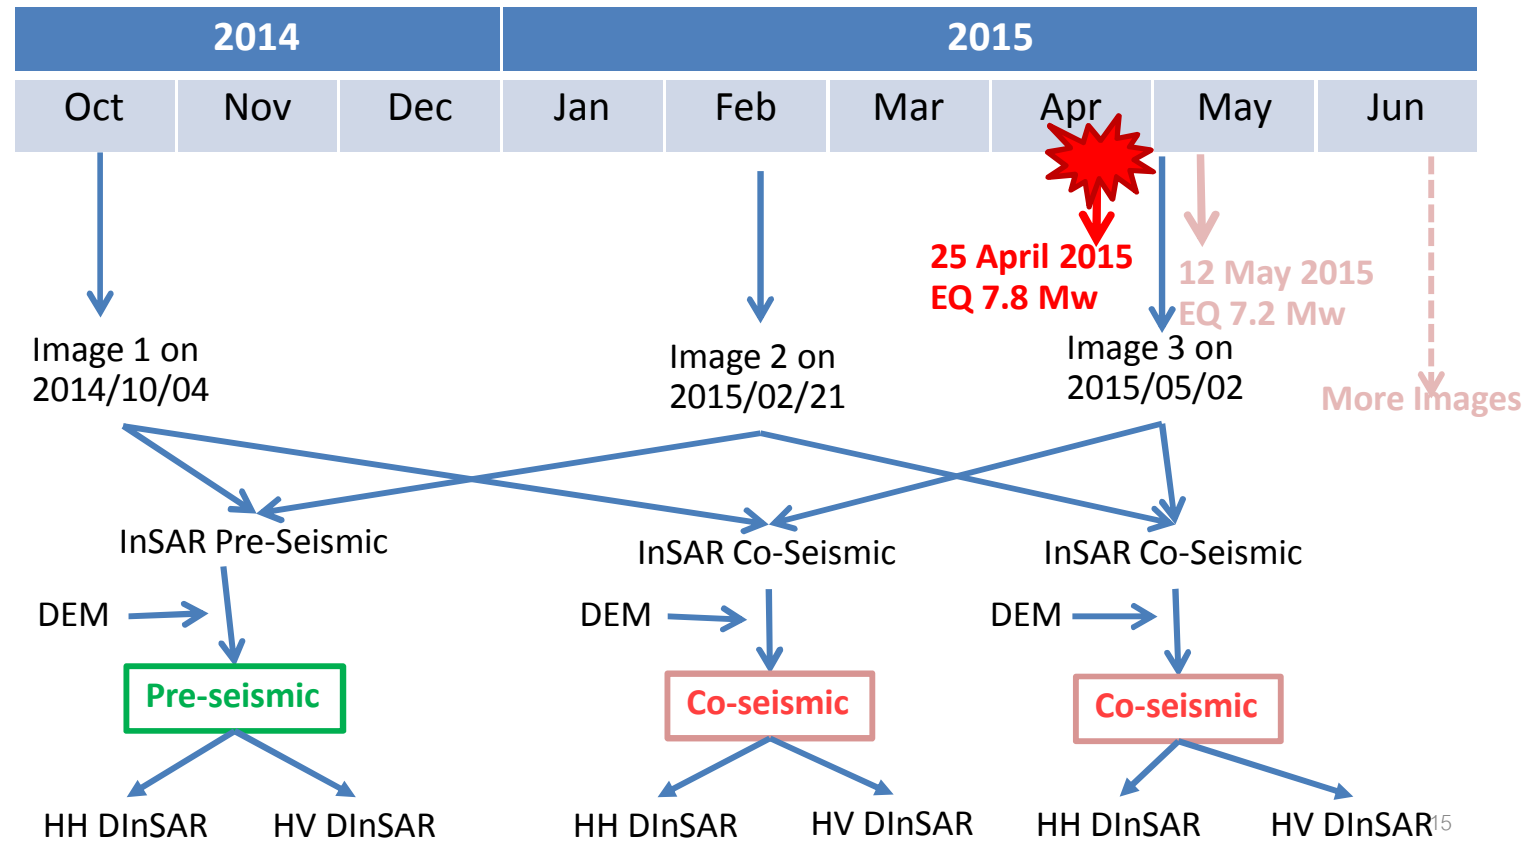 2014 2015
Oct Nov Dec Jan Feb Mar Apr May Jun
25 April 2015
EQ 7.8 Mw
12 May 2015
EQ 7.2 Mw
Image 1 on
2014/10/04
Image 2 on
2015/02/21
Image 3 on
2015/05/02
More Images
InSAR Pre-Seismic
InSAR Co-Seismic
InSAR Co-Seismic
DEM
DEM
DEM
Pre-seismic
Co-seismic
Co-seismic
HH DInSAR
HV DInSAR
HH DInSAR
HV DInSAR
HH DInSAR
HV DInSAR
15